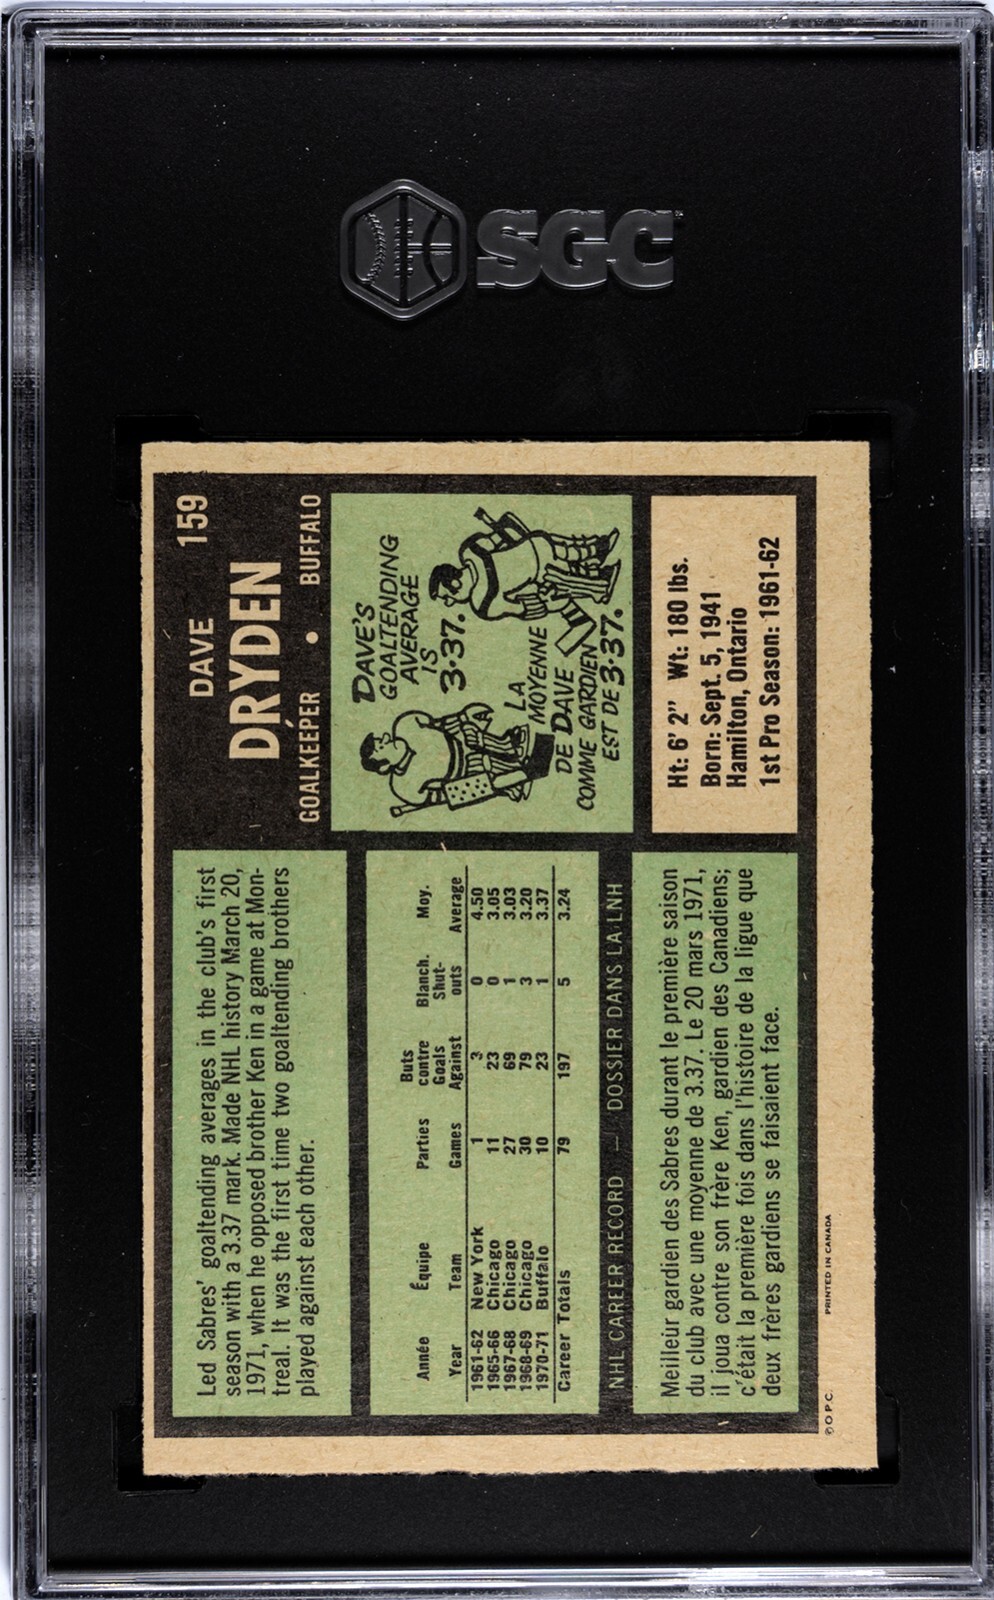 SGC
Led Sabres' goaltending averages in the club's first
season with a 3.37 mark. Made NHL history March 20,
1971, when he opposed brother Ken in a game at Mon-
treal. It was the first time two goaltending brothers
played against each other.
DAVE 159
DRYDEN
GOALKEEPER • BUFFALO
Année Équipe Parties Buts contre Blanch. Moy.
Year Team Games Goals Against Shut-outs Average
1961-62 New York 1 3 0 4.50
1965-66 Chicago 11 23 0 3.05
1967-68 Chicago 27 69 1 3.03
1968-69 Chicago 30 79 3 3.20
1970-71 Buffalo 10 23 1 3.37
Career Totals 79 197 5 3.24
NHL CAREER RECORD — DOSSIER DANS LA LNH
DAVE'S
GOALTENDING
AVERAGE
IS
3.37.
LA
MOYENNE
DE DAVE
COMME GARDIEN
EST DE 3.37.
Meilleur gardien des Sabres durant le première saison
du club avec une moyenne de 3.37. Le 20 mars 1971,
il joua contre son frère Ken, gardien des Canadiens;
c'était la première fois dans l'histoire de la ligue que
deux frères gardiens se faisaient face.
Ht: 6' 2" Wt: 180 lbs.
Born: Sept. 5, 1941
Hamilton, Ontario
1st Pro Season: 1961-62
© O.P.C. PRINTED IN CANADA